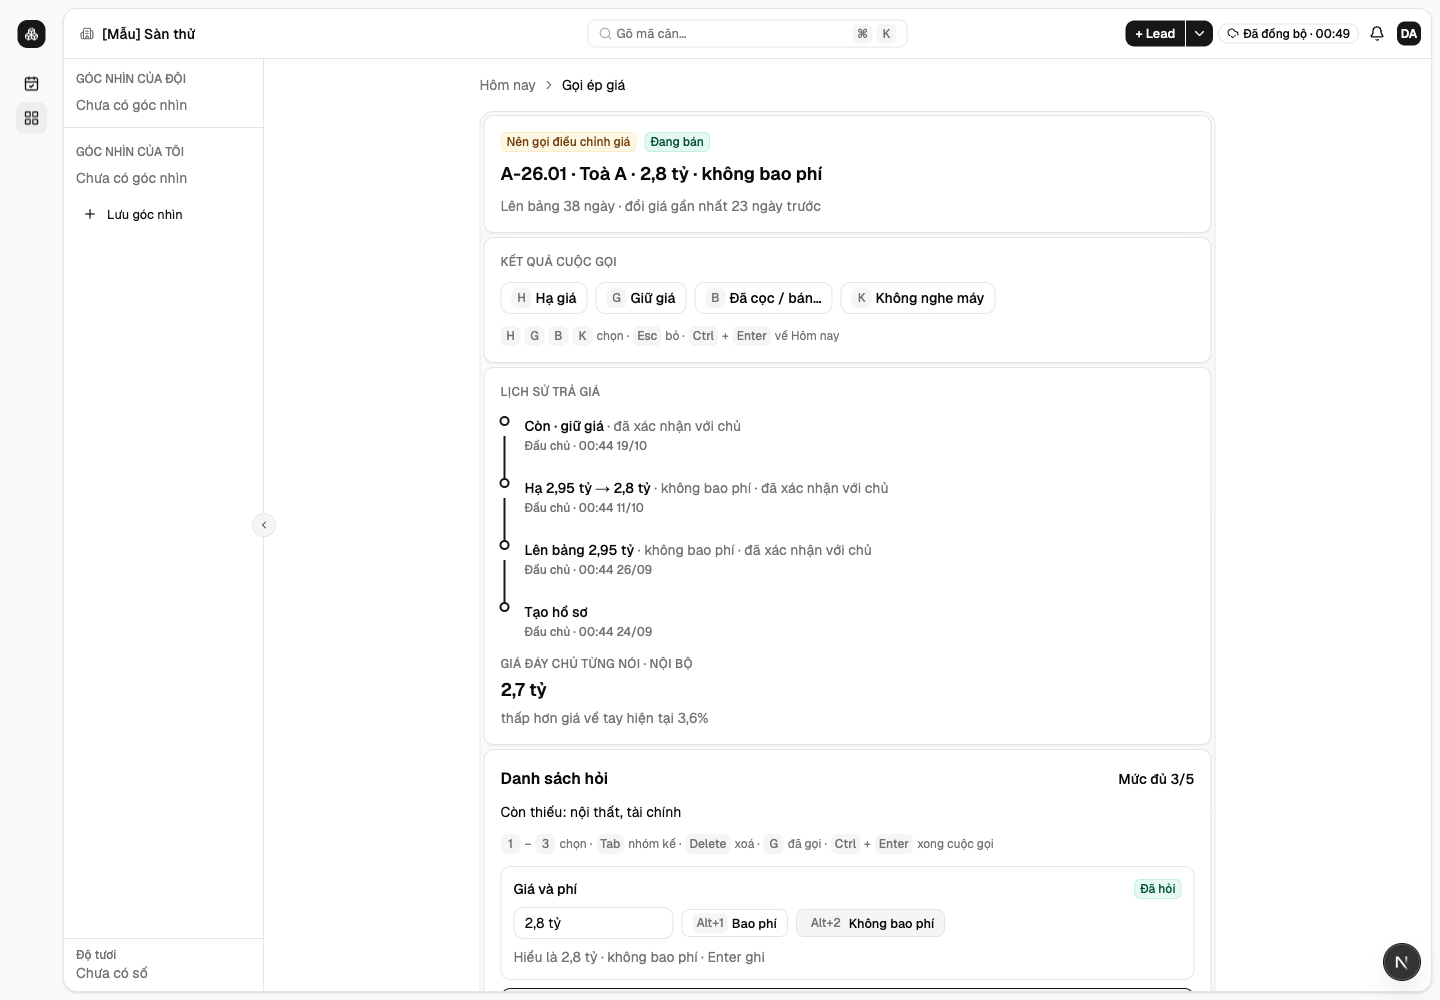 [Mẫu] Sàn thử
Gõ mã căn... ⌘ K
+ Lead
Đã đồng bộ · 00:49
DA
GÓC NHÌN CỦA ĐỘI
Chưa có góc nhìn
GÓC NHÌN CỦA TÔI
Chưa có góc nhìn
+ Lưu góc nhìn
Độ tươi
Chưa có số
Hôm nay > Gọi ép giá
Nên gọi điều chỉnh giá Đang bán
A-26.01 · Toà A · 2,8 tỷ · không bao phí
Lên bảng 38 ngày · đổi giá gần nhất 23 ngày trước
KẾT QUẢ CUỘC GỌI
H Hạ giá G Giữ giá B Đã cọc / bán... K Không nghe máy
H G B K chọn · Esc bỏ · Ctrl + Enter về Hôm nay
LỊCH SỬ TRẢ GIÁ
Còn · giữ giá · đã xác nhận với chủ
Đầu chủ · 00:44 19/10
Hạ 2,95 tỷ → 2,8 tỷ · không bao phí · đã xác nhận với chủ
Đầu chủ · 00:44 11/10
Lên bảng 2,95 tỷ · không bao phí · đã xác nhận với chủ
Đầu chủ · 00:44 26/09
Tạo hồ sơ
Đầu chủ · 00:44 24/09
GIÁ ĐÁY CHỦ TỪNG NÓI · NỘI BỘ
2,7 tỷ
thấp hơn giá về tay hiện tại 3,6%
Danh sách hỏi Mức đủ 3/5
Còn thiếu: nội thất, tài chính
1 – 3 chọn · Tab nhóm kế · Delete xoá · G đã gọi · Ctrl + Enter xong cuộc gọi
Giá và phí Đã hỏi
2,8 tỷ Alt+1 Bao phí Alt+2 Không bao phí
Hiểu là 2,8 tỷ · không bao phí · Enter ghi
N